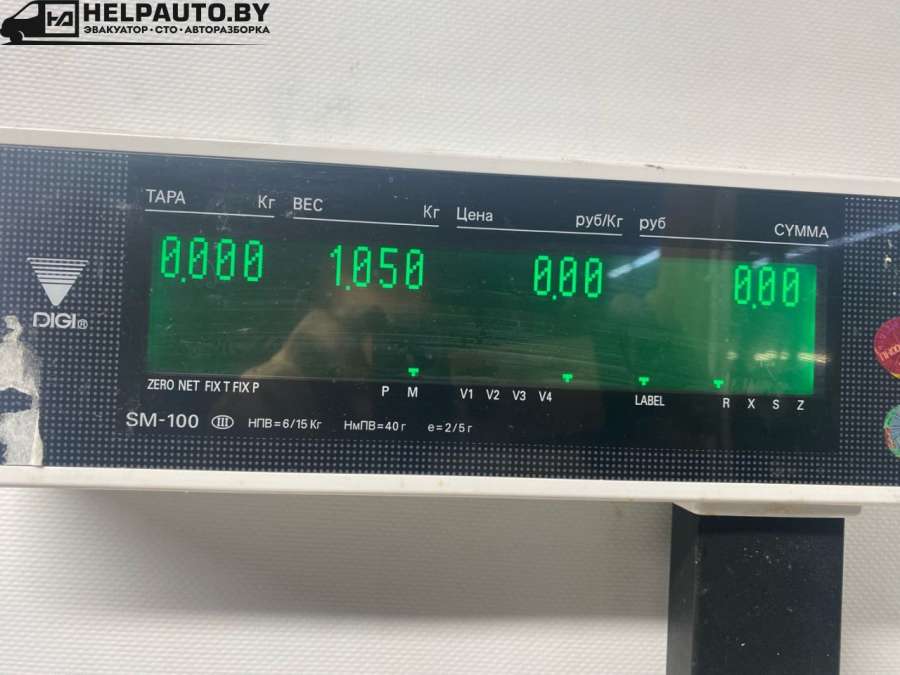 HELPAUTO.BY
ЭВАКУАТОР · СТО · АВТОРАЗБОРКА
ТАРА Кг ВЕС Кг Цена руб/Кг руб СУММА
0.000 1.050 0.00 0.00
DIGI®
ZERO NET FIX T FIX P P M V1 V2 V3 V4 LABEL R X S Z
SM-100 III НПВ=6/15 Кг НмПВ=40 г e=2/5 г